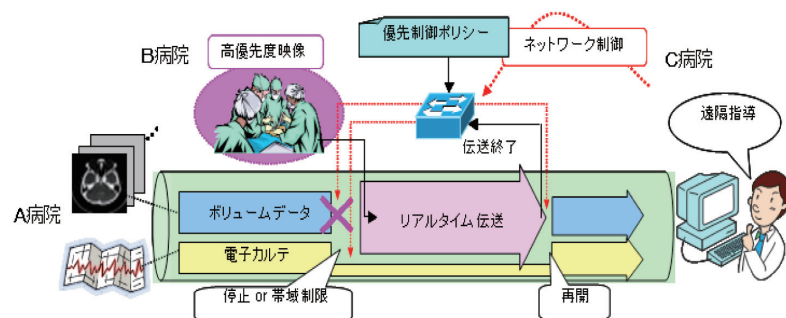 優先制御ポリシー
B病院
高優先度映像
ネットワーク制御
C病院
遠隔指導
伝送終了
A病院
ボリュームデータ
リアルタイム伝送
電子カルテ
停止 or 帯域制限
再開